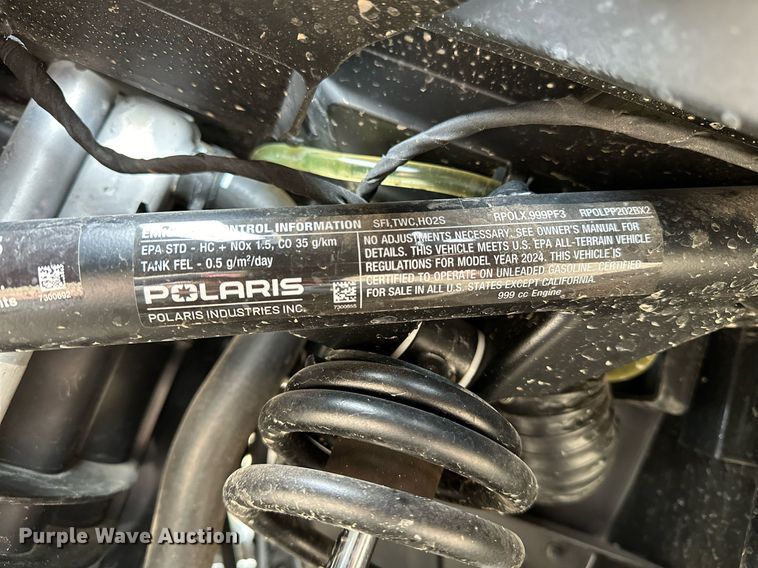 EMISSION CONTROL INFORMATION SFI,TWC,HO2S RPOLX.999PF3 RPOLPP202BX2
EPA STD - HC + NOx 1.5, CO 35 g/km
TANK FEL - 0.5 g/m²/day
NO ADJUSTMENTS NECESSARY, SEE OWNER'S MANUAL FOR
DETAILS. THIS VEHICLE MEETS U.S. EPA ALL-TERRAIN VEHICLE
REGULATIONS FOR MODEL YEAR 2024. THIS VEHICLE IS
CERTIFIED TO OPERATE ON UNLEADED GASOLINE. CERTIFIED
FOR SALE IN ALL U.S. STATES EXCEPT CALIFORNIA.
999 cc Engine
POLARIS
POLARIS INDUSTRIES INC.
7300655
7300692
nts
Purple Wave Auction